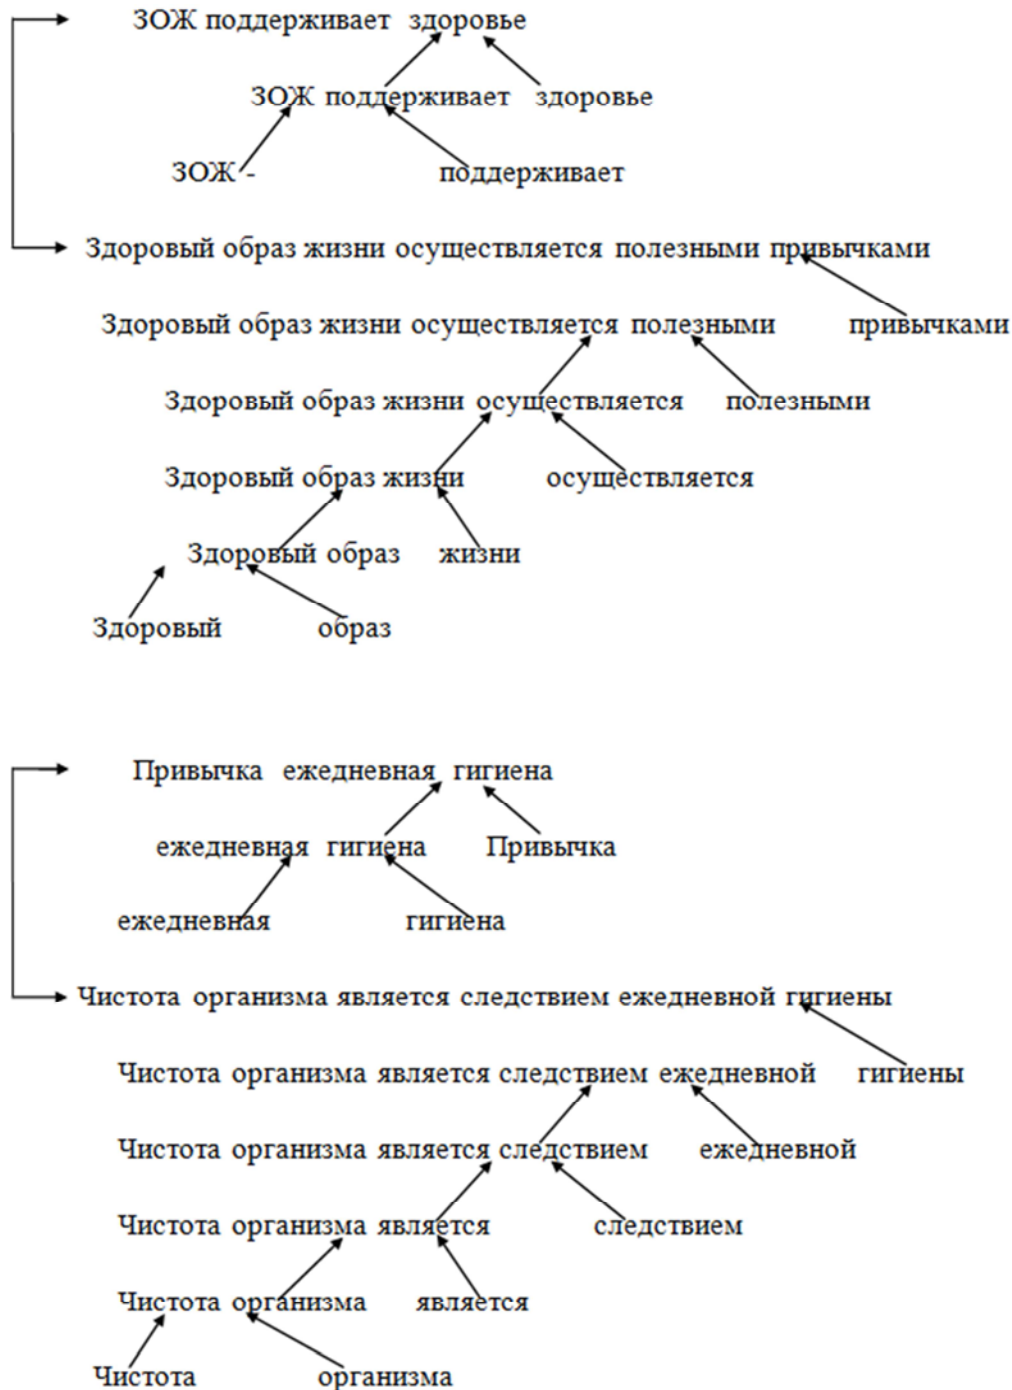 ЗОЖ поддерживает здоровье
ЗОЖ поддерживает здоровье
ЗОЖ - поддерживает
Здоровый образ жизни осуществляется полезными привычками
Здоровый образ жизни осуществляется полезными привычками
Здоровый образ жизни осуществляется полезными
Здоровый образ жизни осуществляется
Здоровый образ жизни
Здоровый образ
Привычка ежедневная гигиена
ежедневная гигиена Привычка
ежедневная гигиена
Чистота организма является следствием ежедневной гигиены
Чистота организма является следствием ежедневной гигиены
Чистота организма является следствием ежедневной
Чистота организма является следствием
Чистота организма является
Чистота организма